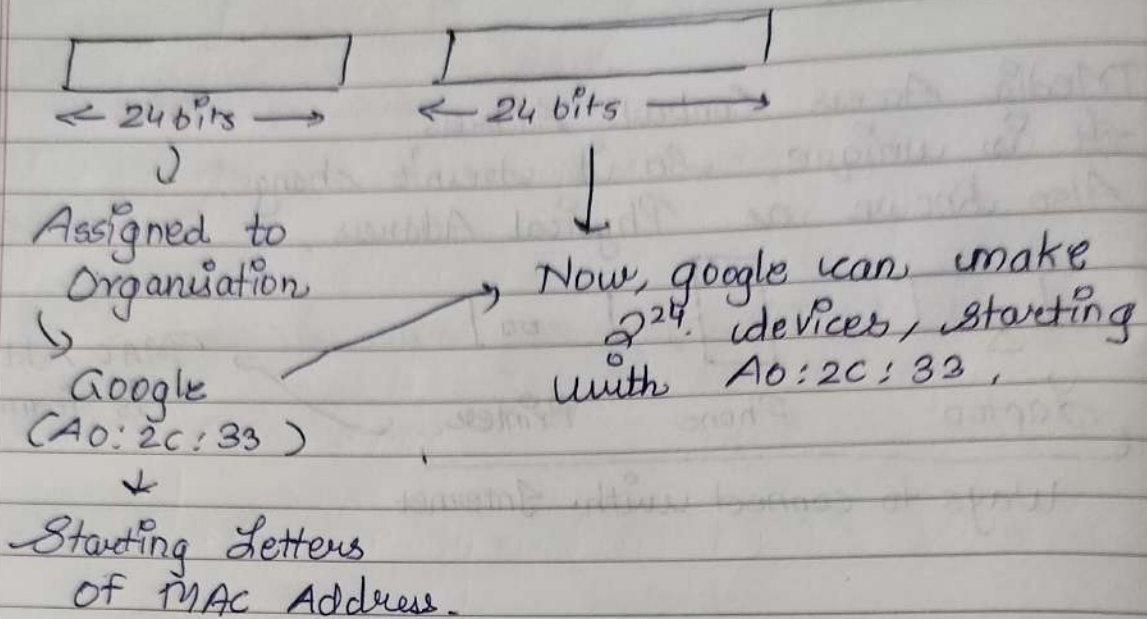 ← 24 bits →
← 24 bits →
Assigned to
Organisation
Google
(A0:2C:33)
Starting Letters
of MAC Address.
Now, google can make
2²⁴ devices, starting
with A0:2C:33,